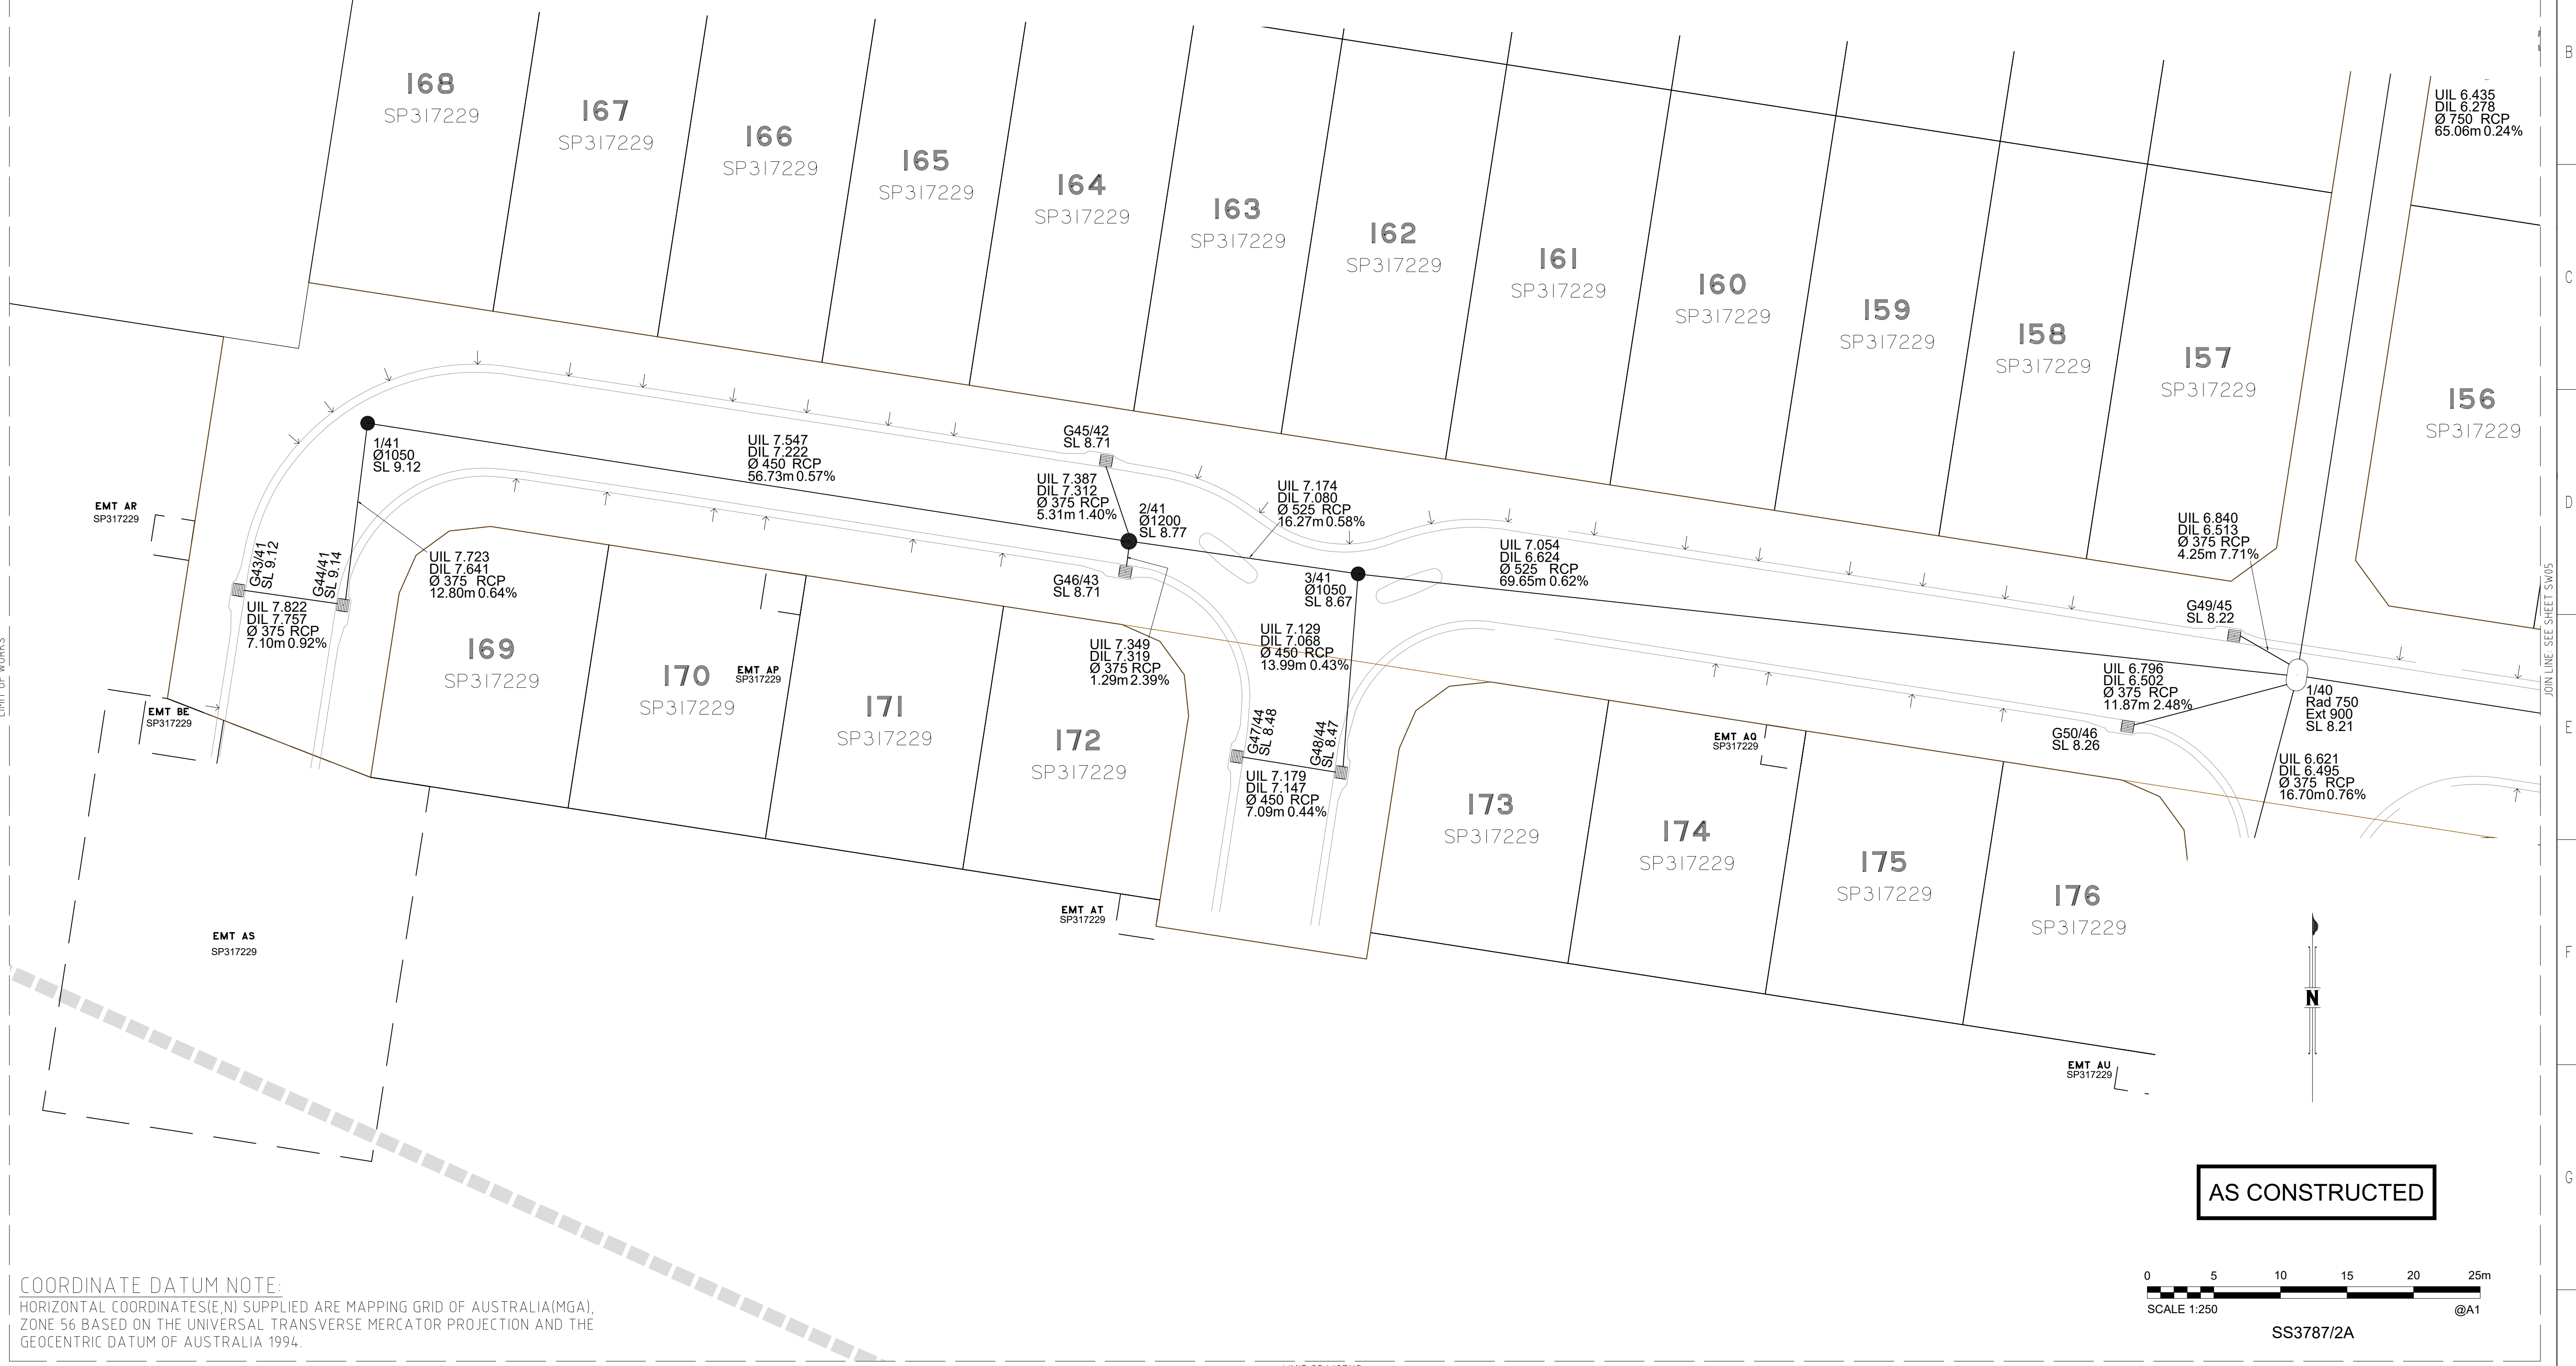 168
SP317229
167
SP317229
166
SP317229
165
SP317229
164
SP317229
163
SP317229
162
SP317229
161
SP317229
160
SP317229
159
SP317229
158
SP317229
157
SP317229
156
SP317229
UIL 6.435
DIL 6.278
Ø 750 RCP
65.06m 0.24%
B
C
D
E
F
G
1/41
Ø1050
SL 9.12
UIL 7.547
DIL 7.222
Ø 450 RCP
56.73m 0.57%
G45/42
SL 8.71
UIL 7.387
DIL 7.312
Ø 375 RCP
5.31m 1.40%
2/41
Ø1200
SL 8.77
UIL 7.174
DIL 7.080
Ø 525 RCP
16.27m 0.58%
EMT AR
SP317229
G43/41
SL 9.12
G44/41
SL 9.14
UIL 7.723
DIL 7.641
Ø 375 RCP
12.80m 0.64%
UIL 7.822
DIL 7.757
Ø 375 RCP
7.10m 0.92%
G46/43
SL 8.71
3/41
Ø1050
SL 8.67
UIL 7.054
DIL 6.624
Ø 525 RCP
69.65m 0.62%
UIL 6.840
DIL 6.513
Ø 375 RCP
4.25m 7.71%
G49/45
SL 8.22
UIL 7.349
DIL 7.319
Ø 375 RCP
1.29m 2.39%
UIL 7.129
DIL 7.068
Ø 450 RCP
13.99m 0.43%
UIL 6.796
DIL 6.502
Ø 375 RCP
11.87m 2.48%
1/40
Rad 750
Ext 900
SL 8.21
G50/46
SL 8.26
UIL 6.621
DIL 6.495
Ø 375 RCP
16.70m 0.76%
JOIN LINE: SEE SHEET SW05
LIMIT OF WORKS
169
SP317229
170
SP317229
EMT AP
SP317229
171
SP317229
172
SP317229
EMT BE
SP317229
G47/44
SL 8.48
G48/44
SL 8.47
UIL 7.179
DIL 7.147
Ø 450 RCP
7.09m 0.44%
EMT AQ
SP317229
173
SP317229
174
SP317229
175
SP317229
176
SP317229
EMT AT
SP317229
EMT AS
SP317229
EMT AU
SP317229
N
AS CONSTRUCTED
COORDINATE DATUM NOTE:
HORIZONTAL COORDINATES(E,N) SUPPLIED ARE MAPPING GRID OF AUSTRALIA(MGA),
ZONE 56 BASED ON THE UNIVERSAL TRANSVERSE MERCATOR PROJECTION AND THE
GEOCENTRIC DATUM OF AUSTRALIA 1994.
0 5 10 15 20 25m
SCALE 1:250 @A1
SS3787/2A